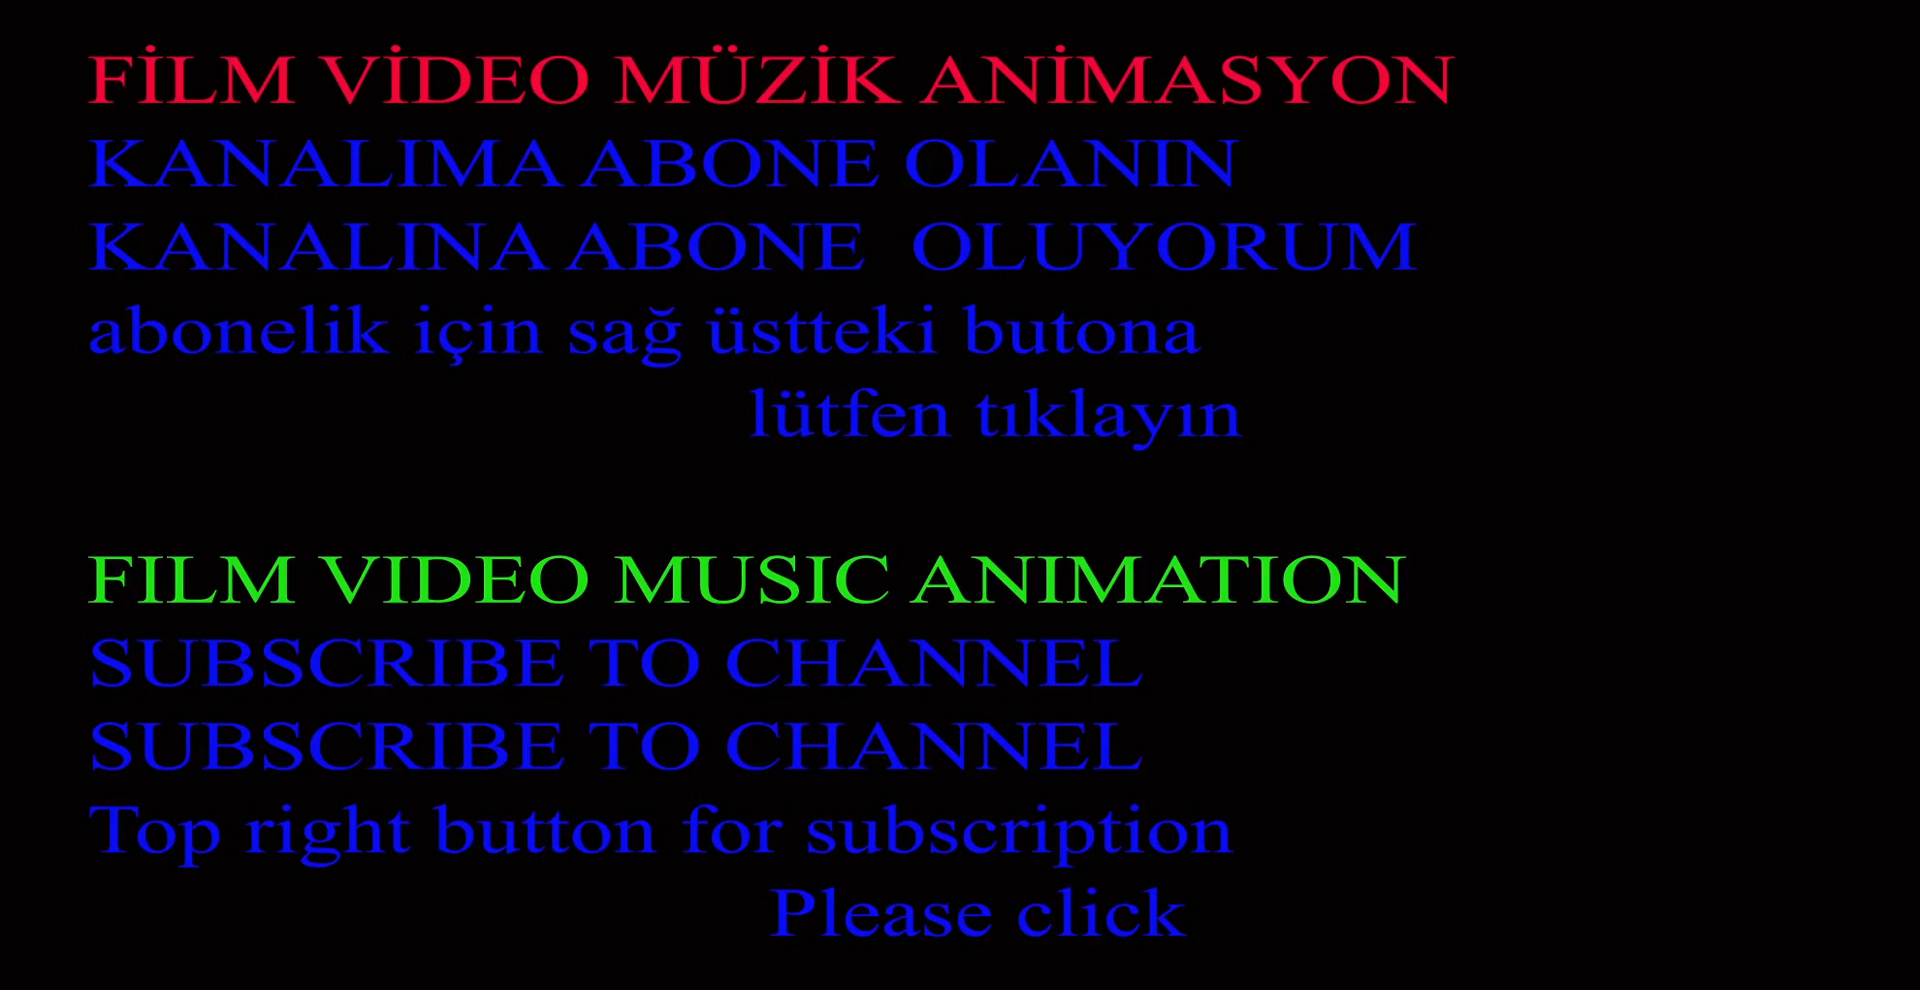 FİLM VİDEO MÜZİK ANİMASYON
KANALIMA ABONE OLANIN
KANALINA ABONE  OLUYORUM
abonelik için sağ üstteki butona
lütfen tıklayın
FILM VIDEO MUSIC ANIMATION
SUBSCRIBE TO CHANNEL
SUBSCRIBE TO CHANNEL
Top right button for subscription
Please click